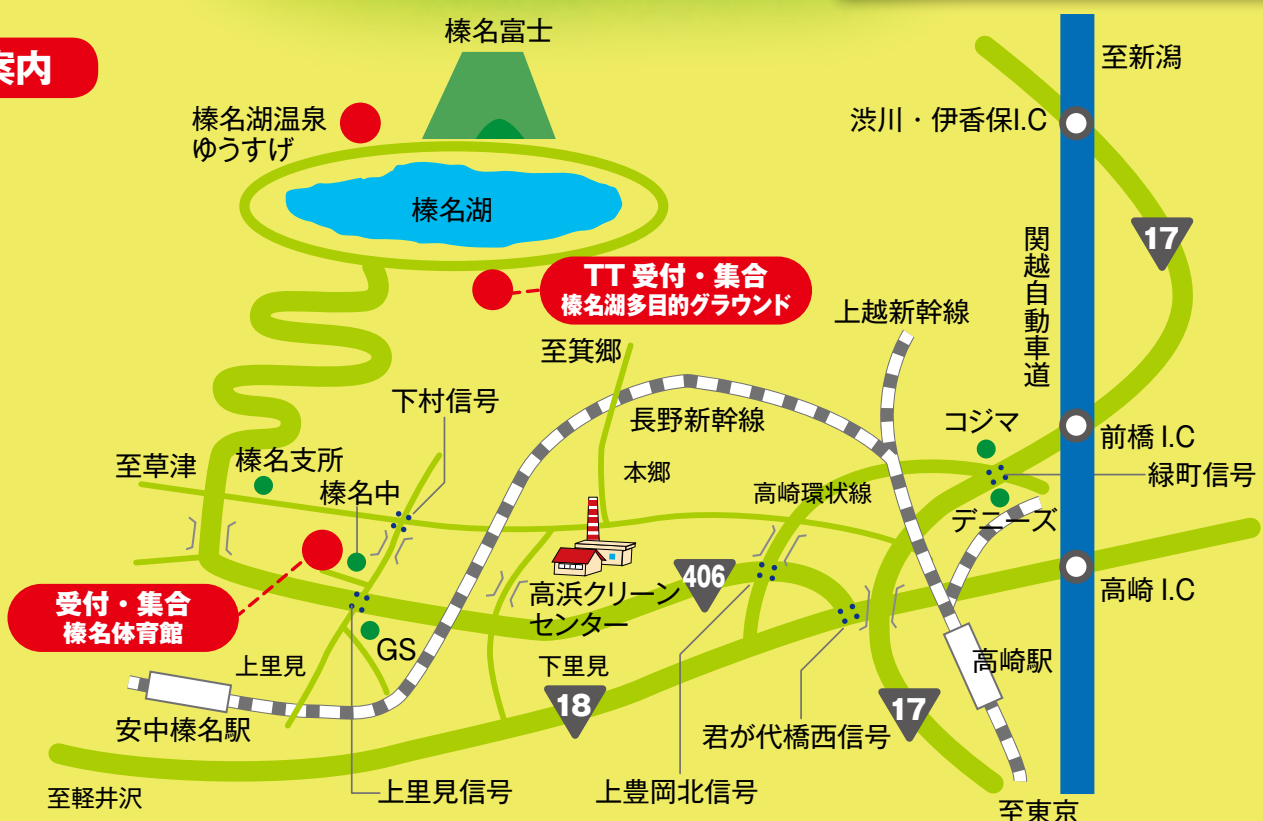 案内
榛名富士
至新潟
榛名湖温泉
ゆうすげ
渋川・伊香保I.C
榛名湖
17
関越自動車道
TT 受付・集合
榛名湖多目的グラウンド
上越新幹線
至箕郷
下村信号
長野新幹線
コジマ
前橋 I.C
至草津
榛名支所
榛名中
本郷
高崎環状線
緑町信号
デニーズ
406
高浜クリーン
センター
高崎 I.C
受付・集合
榛名体育館
GS
上里見
下里見
高崎駅
18
17
安中榛名駅
君が代橋西信号
至軽井沢
上里見信号
上豊岡北信号
至東京